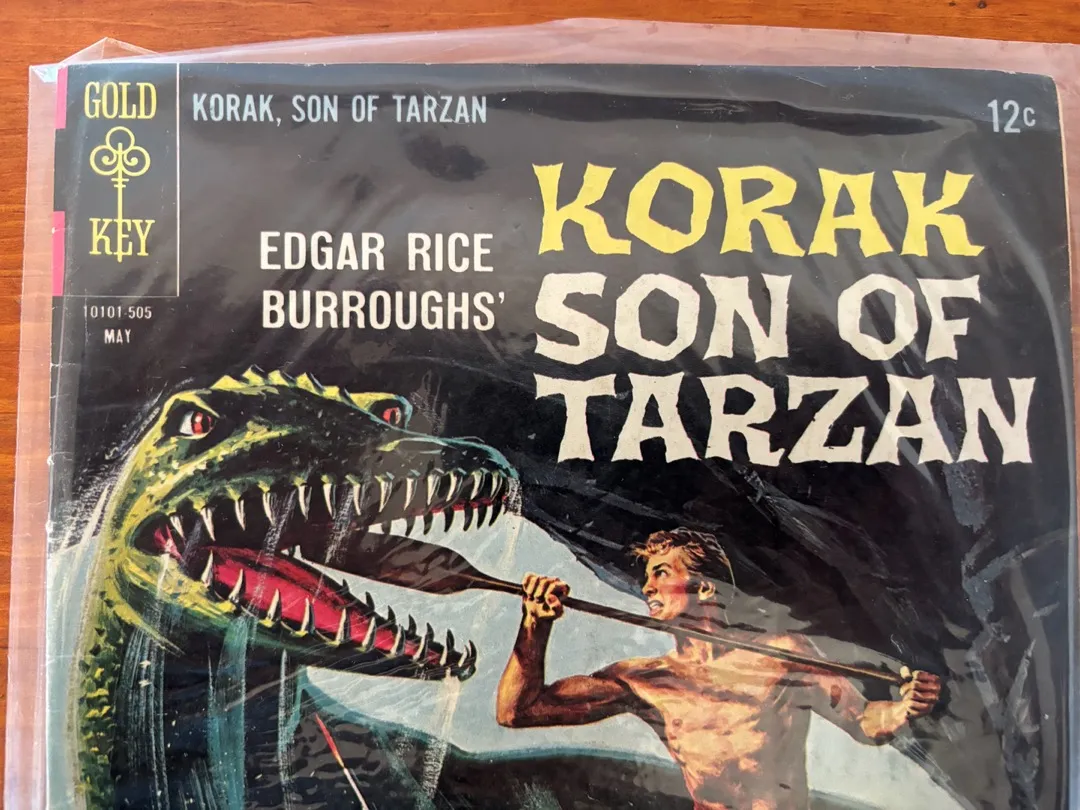 GOLD
KEY
KORAK, SON OF TARZAN
12c
10101-505
MAY
EDGAR RICE
BURROUGHS'
KORAK
SON OF
TARZAN